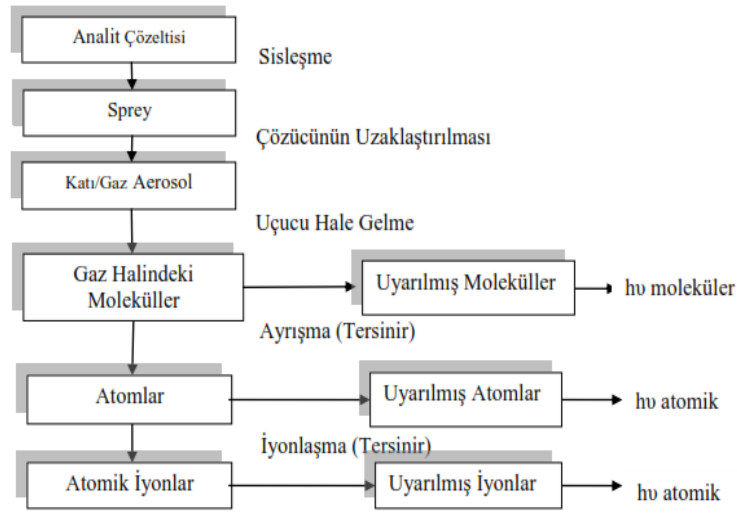 Analit Çözeltisi
Sisleşme
Sprey
Çözücünün Uzaklaştırılması
Katı/Gaz Aerosol
Uçucu Hale Gelme
Gaz Halindeki
Moleküller
Uyarılmış Moleküller
hυ moleküler
Ayrışma (Tersinir)
Atomlar
Uyarılmış Atomlar
hυ atomik
İyonlaşma (Tersinir)
Atomik İyonlar
Uyarılmış İyonlar
hυ atomik